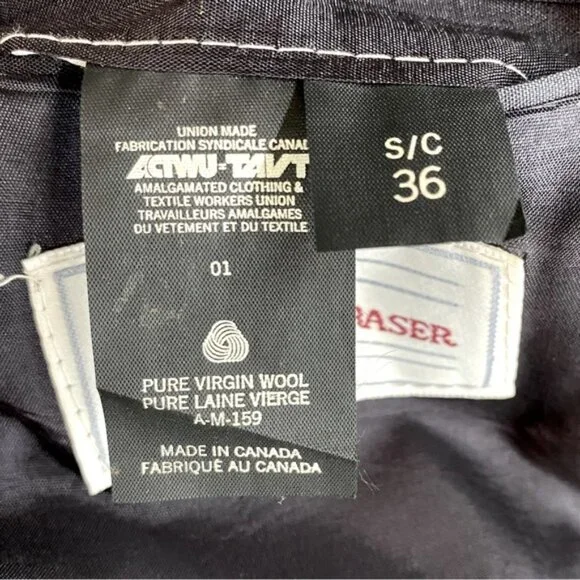 UNION MADE
FABRICATION SYNDICALE CANAD
ACTWU-TAVT
AMALGAMATED CLOTHING &
TEXTILE WORKERS UNION
TRAVAILLEURS AMALGAMES
DU VETEMENT ET DU TEXTILE
01
PURE VIRGIN WOOL
PURE LAINE VIERGE
A-M-159
MADE IN CANADA
FABRIQUÉ AU CANADA
S/C
36
RASER